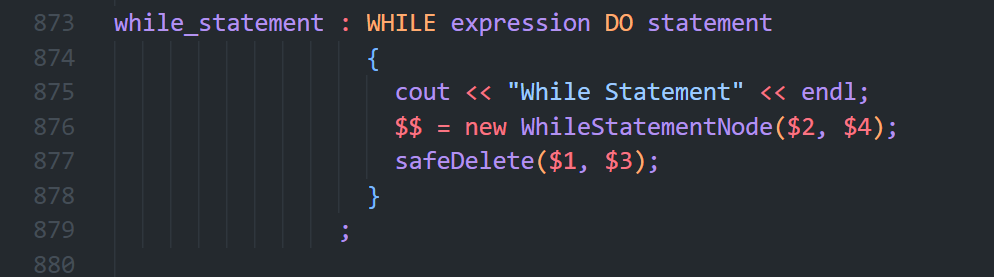 873 while_statement : WHILE expression DO statement
874 {
875 cout << "While Statement" << endl;
876 $$ = new WhileStatementNode($2, $4);
877 safeDelete($1, $3);
878 }
879 ;
880